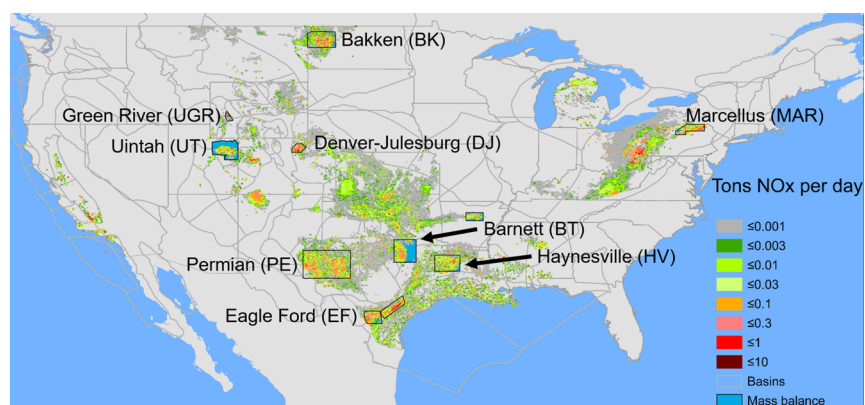 Bakken (BK)
Green River (UGR)
Marcellus (MAR)
Uintah (UT)
Denver-Julesburg (DJ)
Tons NOx per day
Barnett (BT)
≤0.001
≤0.003
Permian (PE)
Haynesville (HV)
≤0.01
≤0.03
≤0.1
Eagle Ford (EF)
≤0.3
≤1
≤10
Basins
Mass balance